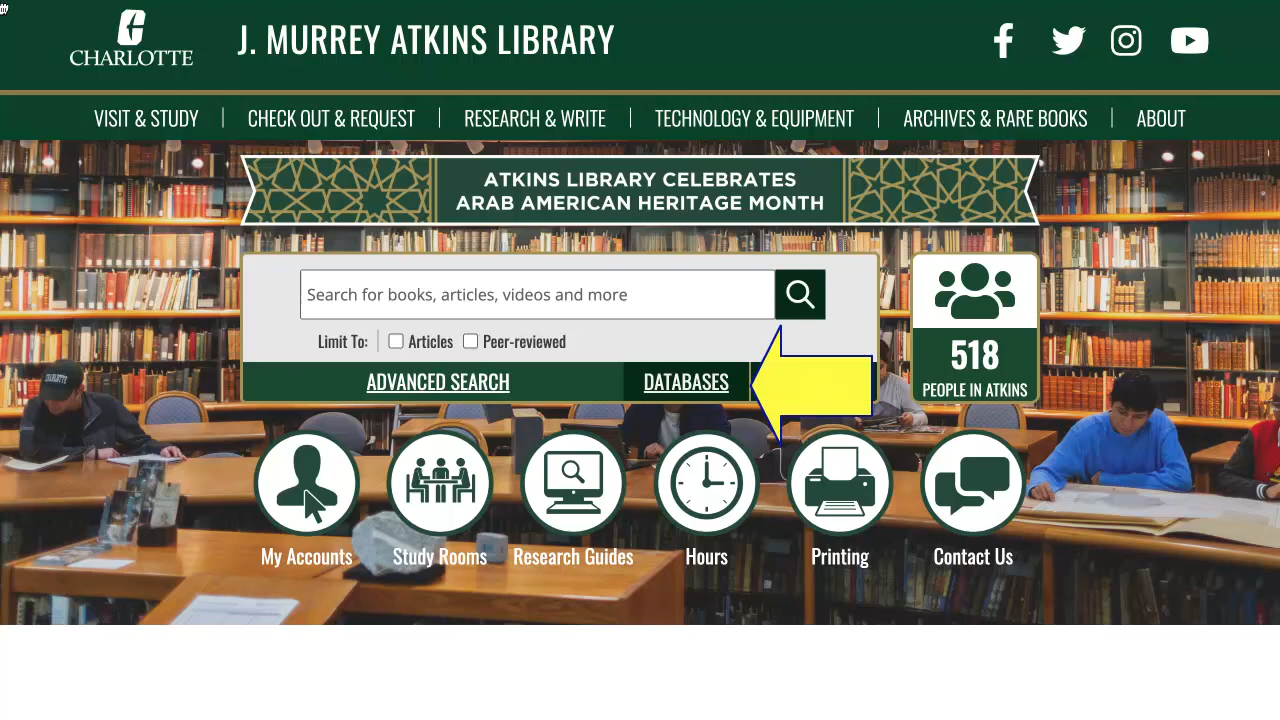 CHARLOTTE
J. MURREY ATKINS LIBRARY
VISIT & STUDY
CHECK OUT & REQUEST
RESEARCH & WRITE
TECHNOLOGY & EQUIPMENT
ARCHIVES & RARE BOOKS
ABOUT
ATKINS LIBRARY CELEBRATES
ARAB AMERICAN HERITAGE MONTH
Search for books, articles, videos and more
Limit To:
Articles
Peer-reviewed
ADVANCED SEARCH
DATABASES
518
PEOPLE IN ATKINS
My Accounts
Study Rooms
Research Guides
Hours
Printing
Contact Us